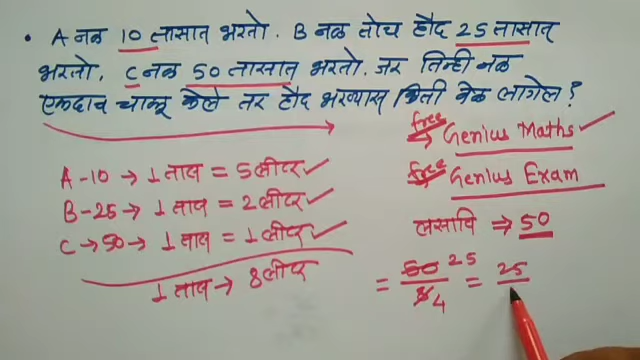 • A नळ 10 तासात भरतो. B नळ तोच हौद 25 तासात
भरतो. C नळ 50 तासात भरतो. जर तिन्ही नळ
एकदाच चालू केले तर हौद भरण्यास किती वेळ लागेल?
free
→ Genius Maths
free
→ Genius Exam
A - 10 → 1 तास = 5 लीटर
B - 25 → 1 तास = 2 लीटर
C → 50 → 1 तास = 1 लीटर
1 तास → 8 लीटर
लसावि ⇒ 50
= 50 25 / 8 4 = 25